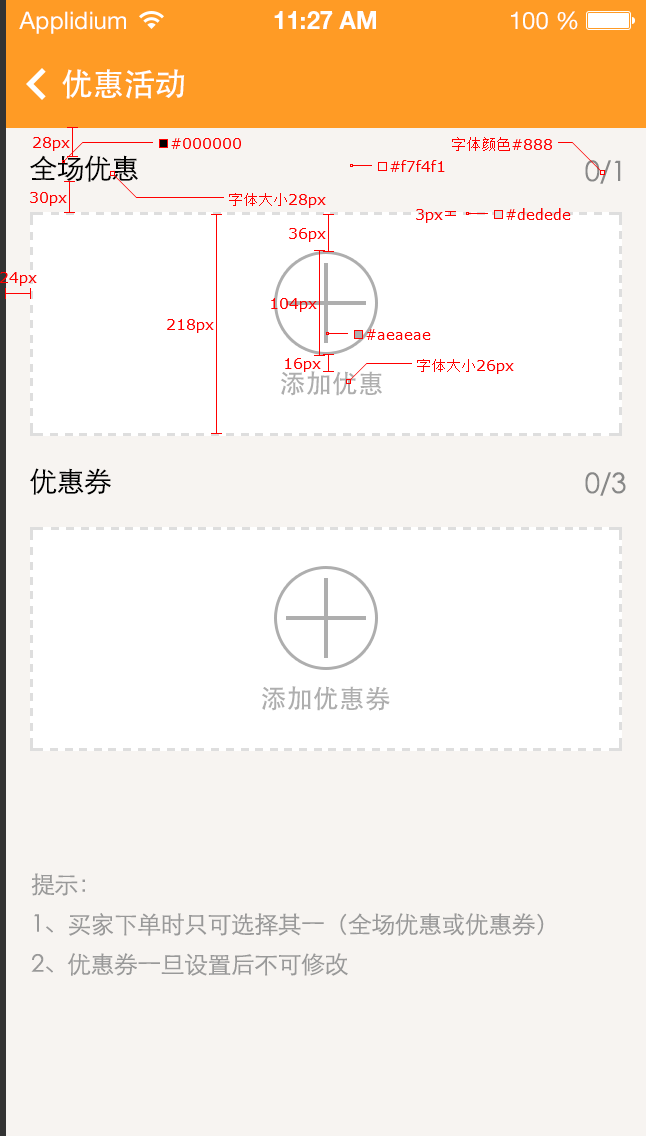 Applidium 11:27 AM 100 %
优惠活动
28px #000000 字体颜色#888
全场优惠 #f7f4f1 0/1
30px 字体大小28px
3px #dedede
36px
24px
104px
218px
#aeaeae
16px 字体大小26px
添加优惠
优惠券 0/3
添加优惠券
提示：
1、买家下单时只可选择其一（全场优惠或优惠券）
2、优惠券一旦设置后不可修改